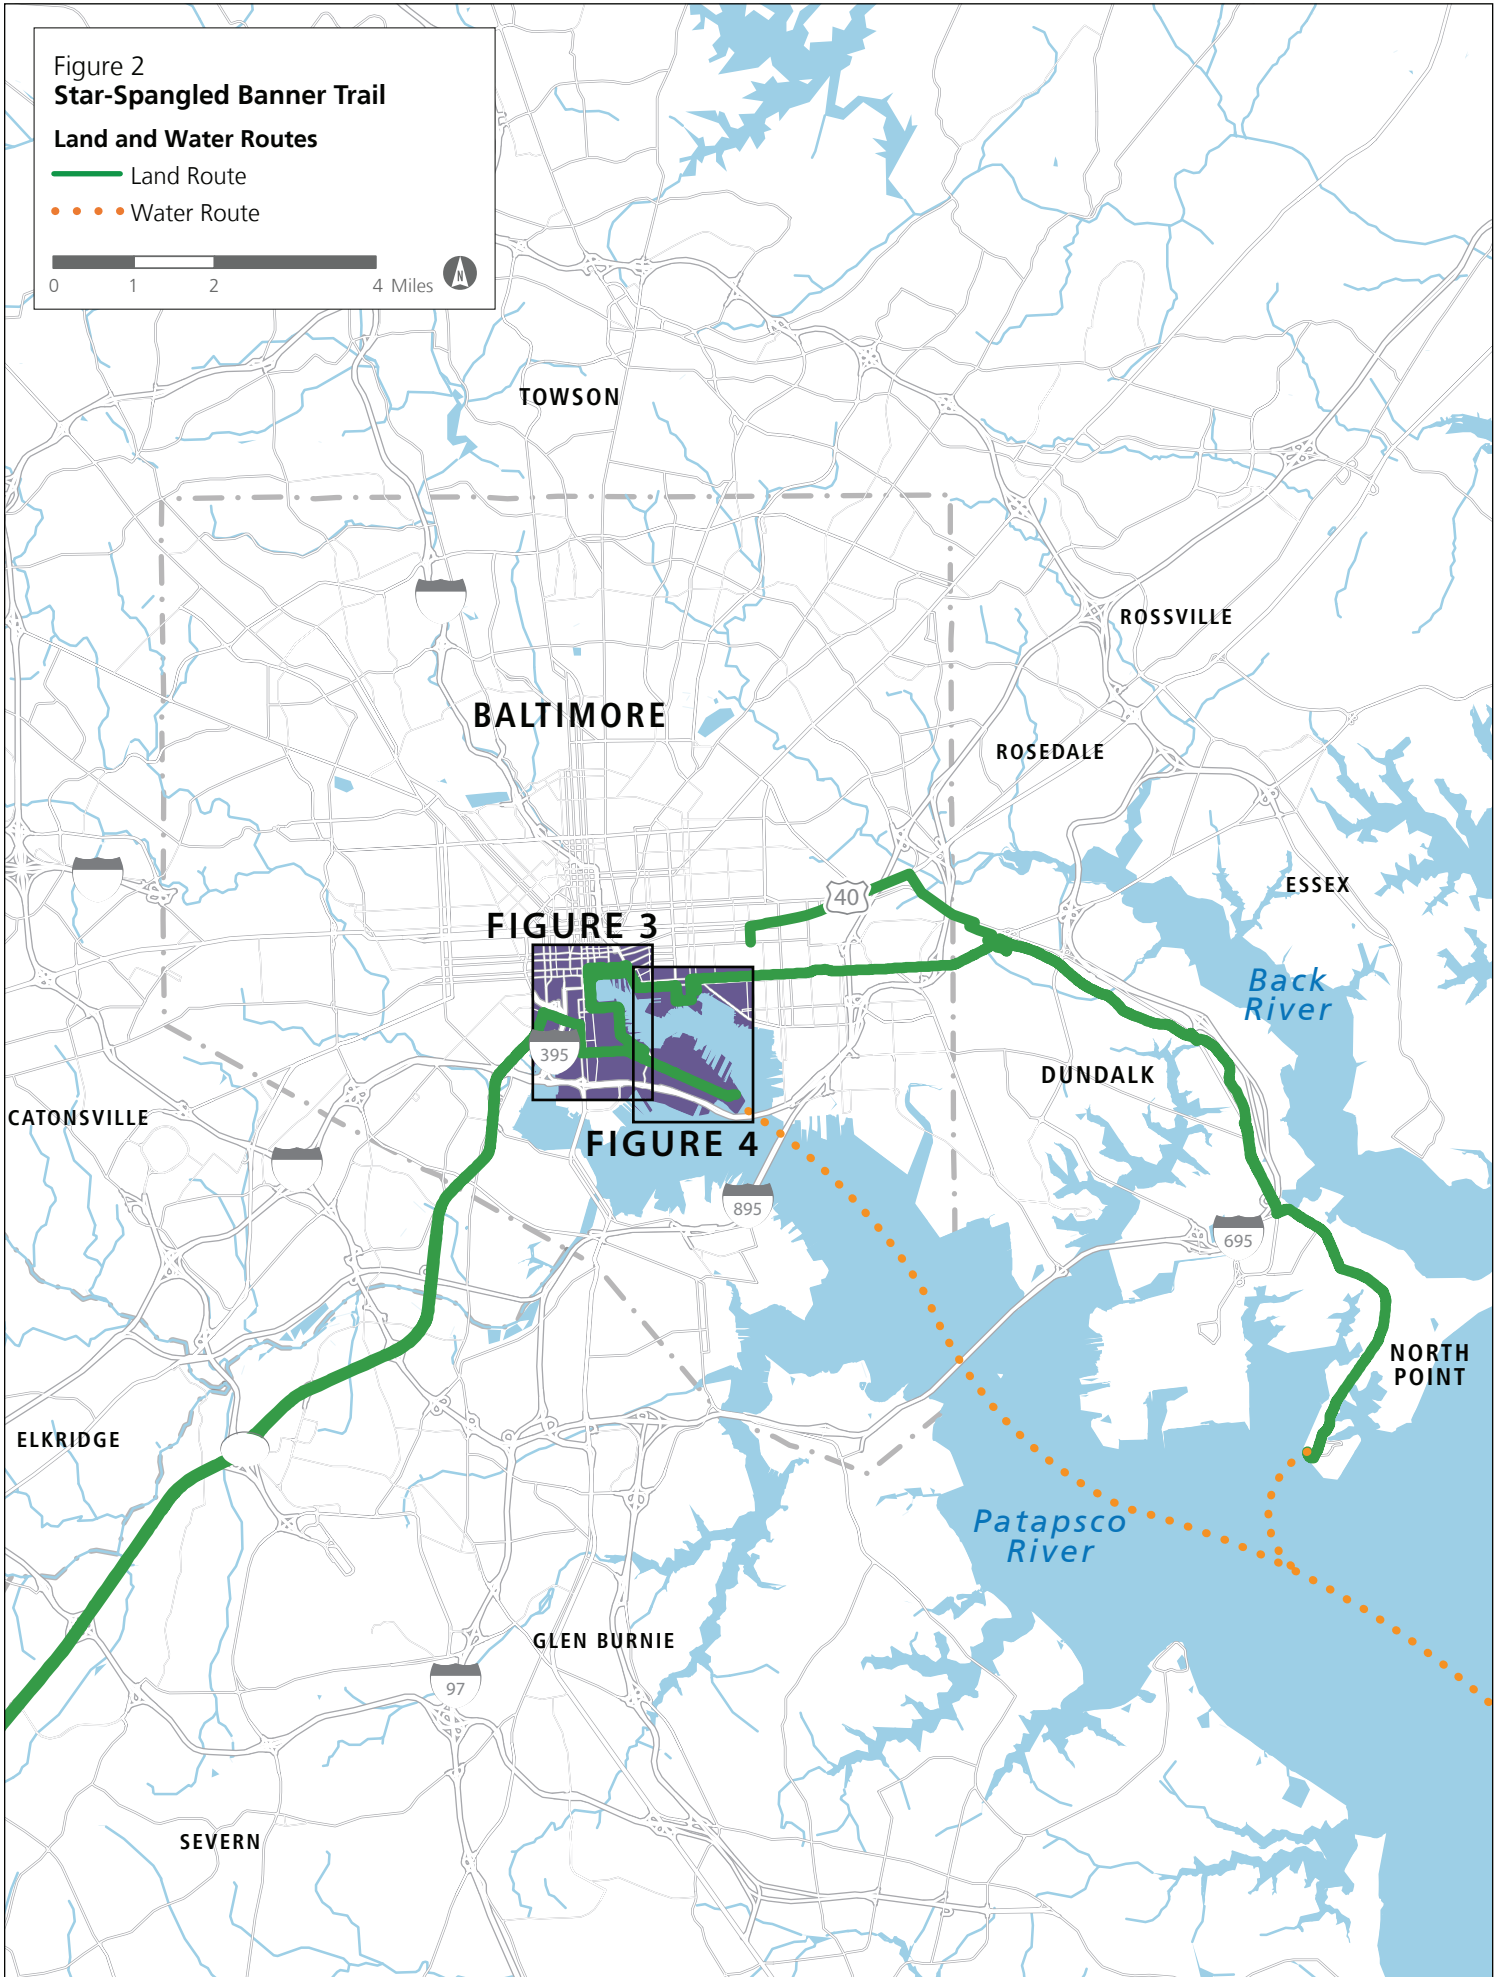 Figure 2
Star-Spangled Banner Trail
Land and Water Routes
Land Route
Water Route
0 1 2 4 Miles
N
TOWSON
ROSSVILLE
BALTIMORE
ROSEDALE
ESSEX
40
FIGURE 3
Back
River
395
DUNDALK
CATONSVILLE
FIGURE 4
895
695
NORTH
POINT
ELKRIDGE
Patapsco
River
GLEN BURNIE
97
SEVERN